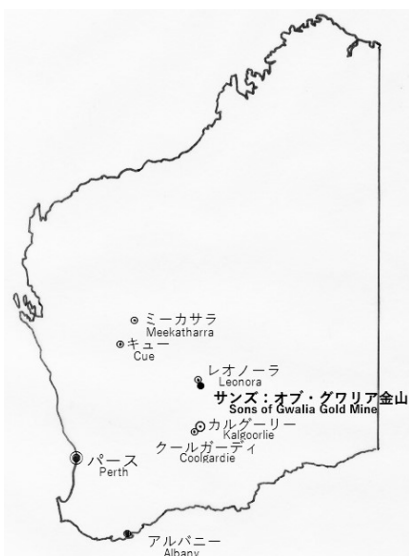 ミーカサラ
Meekatharra
キュー
Cue
レオノーラ
Leonora
サンズ：オブ・グワリア金山
Sons of Gwalia Gold Mine
カルグーリー
Kalgoorlie
クールガーディ
Coolgardie
パース
Perth
アルバニー
Albany